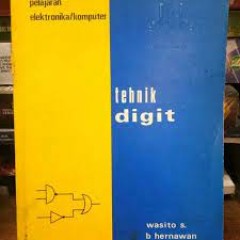 pelajaran
elektronika/komputer
tehnik
digit
wasito s.
b hernawan